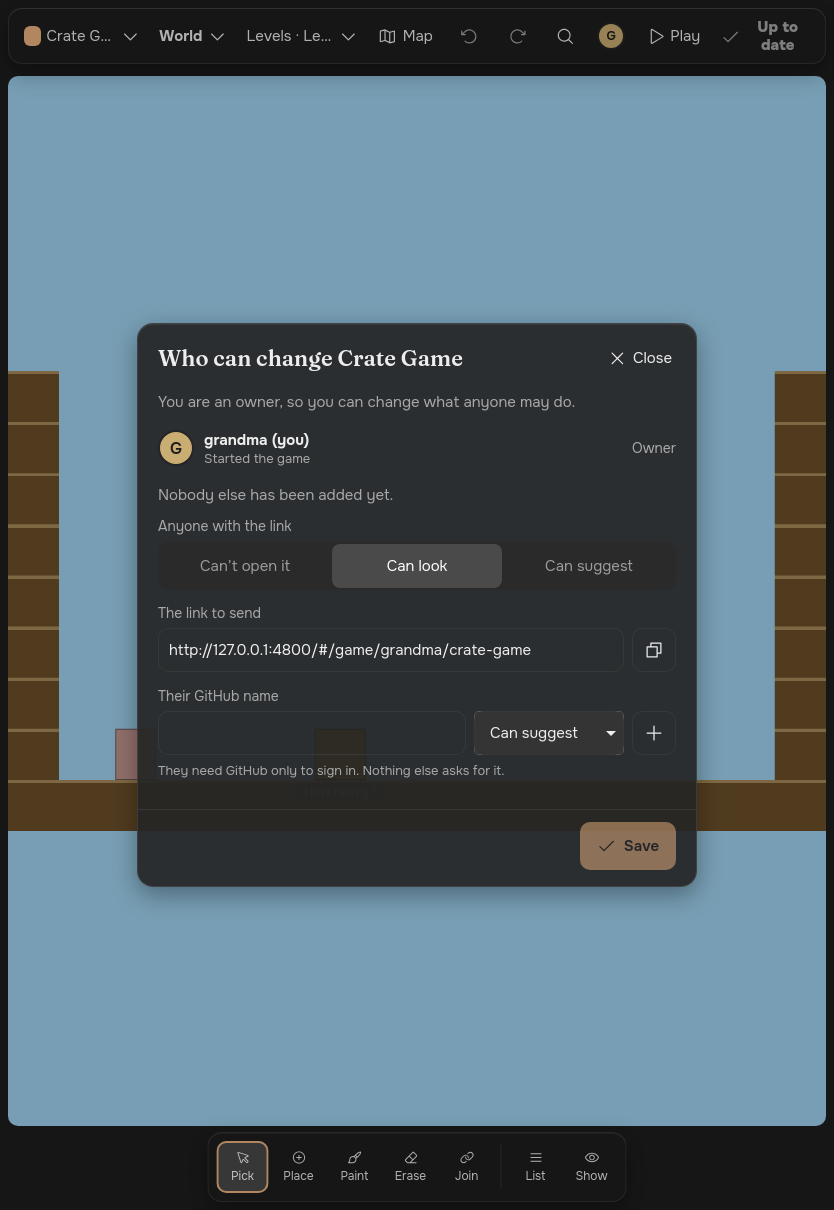 Crate G...
World
Levels · Le...
Map
G
Play
Up to
date
Who can change Crate Game
Close
You are an owner, so you can change what anyone may do.
G
grandma (you)
Started the game
Owner
Nobody else has been added yet.
Anyone with the link
Can't open it
Can look
Can suggest
The link to send
http://127.0.0.1:4800/#/game/grandma/crate-game
Their GitHub name
Can suggest
They need GitHub only to sign in. Nothing else asks for it.
Save
Pick
Place
Paint
Erase
Join
List
Show